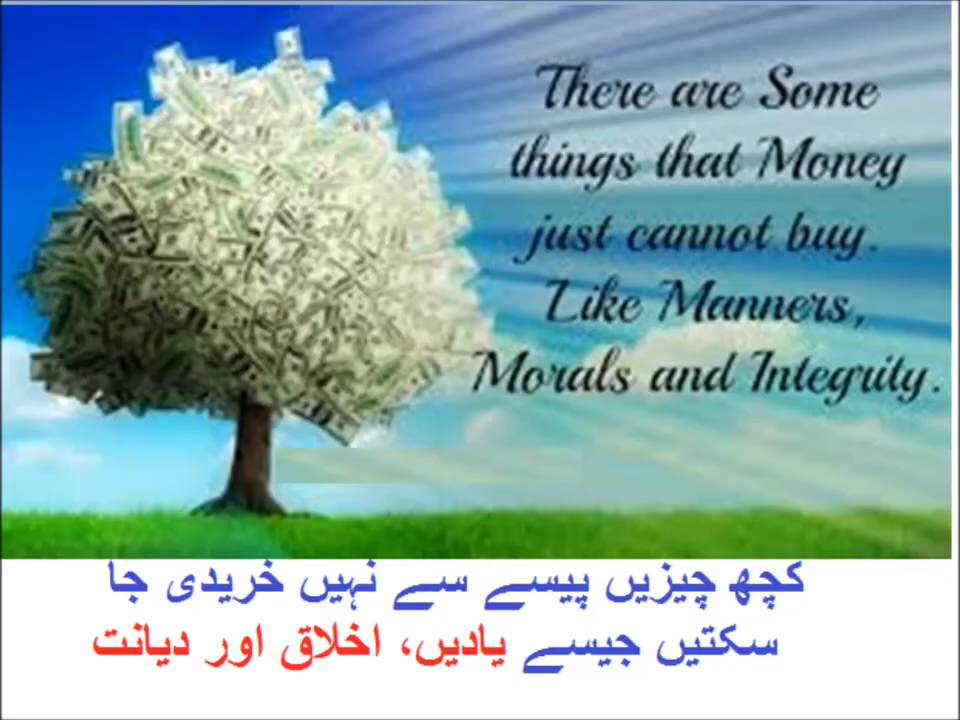 There are Some
things that Money
just cannot buy.
Like Manners,
Morals and Integrity.
کچھ چیزیں پیسے سے نہیں خریدی جا
سکتیں جیسے یادیں، اخلاق اور دیانت